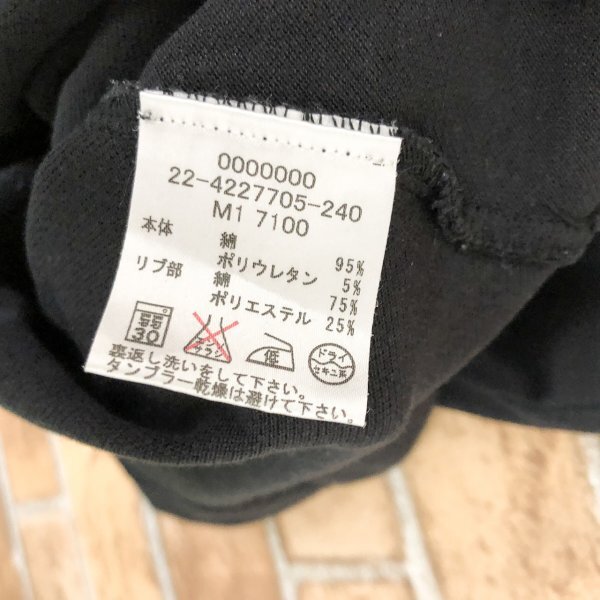 0000000
22-4227705-240
M1 7100
本体 綿 95%
ポリウレタン 5%
リブ部 綿 75%
ポリエステル 25%
30 低 ドライ セキユ系
裏返し洗いをして下さい。
タンブラー乾燥は避けて下さい。